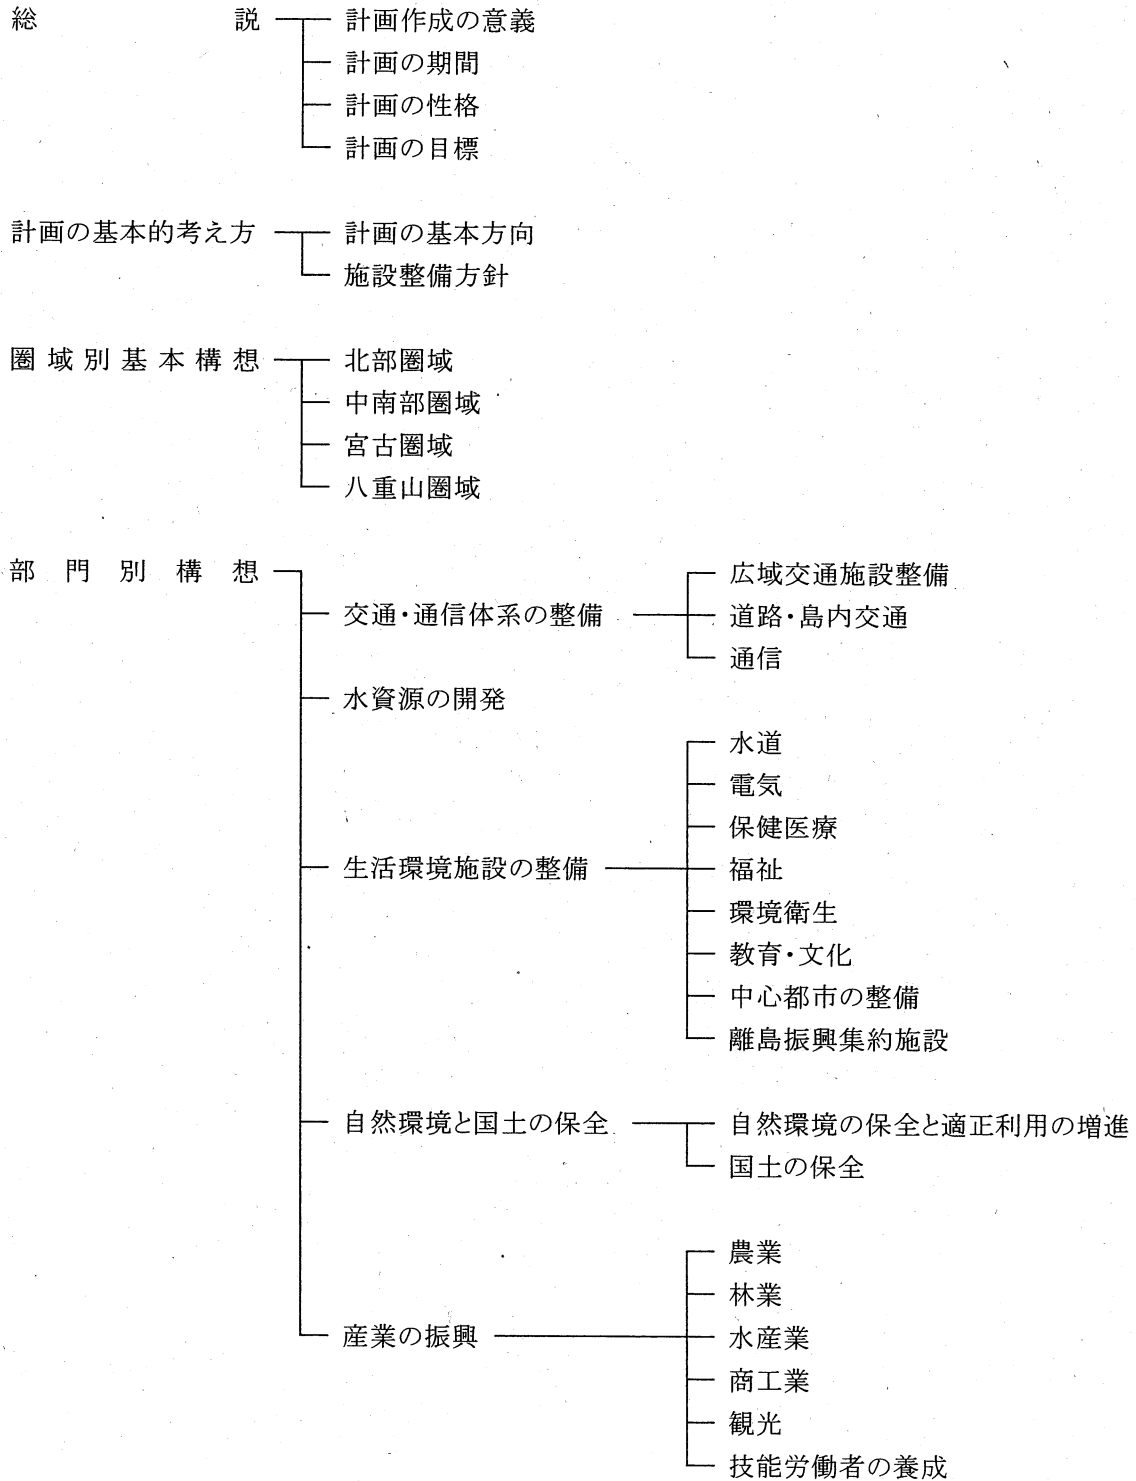 総説 計画作成の意義
計画の期間
計画の性格
計画の目標
計画の基本的考え方 計画の基本方向
施設整備方針
圏域別基本構想 北部圏域
中南部圏域
宮古圏域
八重山圏域
部門別構想
交通・通信体系の整備
広域交通施設整備
道路・島内交通
通信
水資源の開発
生活環境施設の整備
水道
電気
保健医療
福祉
環境衛生
教育・文化
中心都市の整備
離島振興集約施設
自然環境と国土の保全
自然環境の保全と適正利用の増進
国土の保全
産業の振興
農業
林業
水産業
商工業
観光
技能労働者の養成